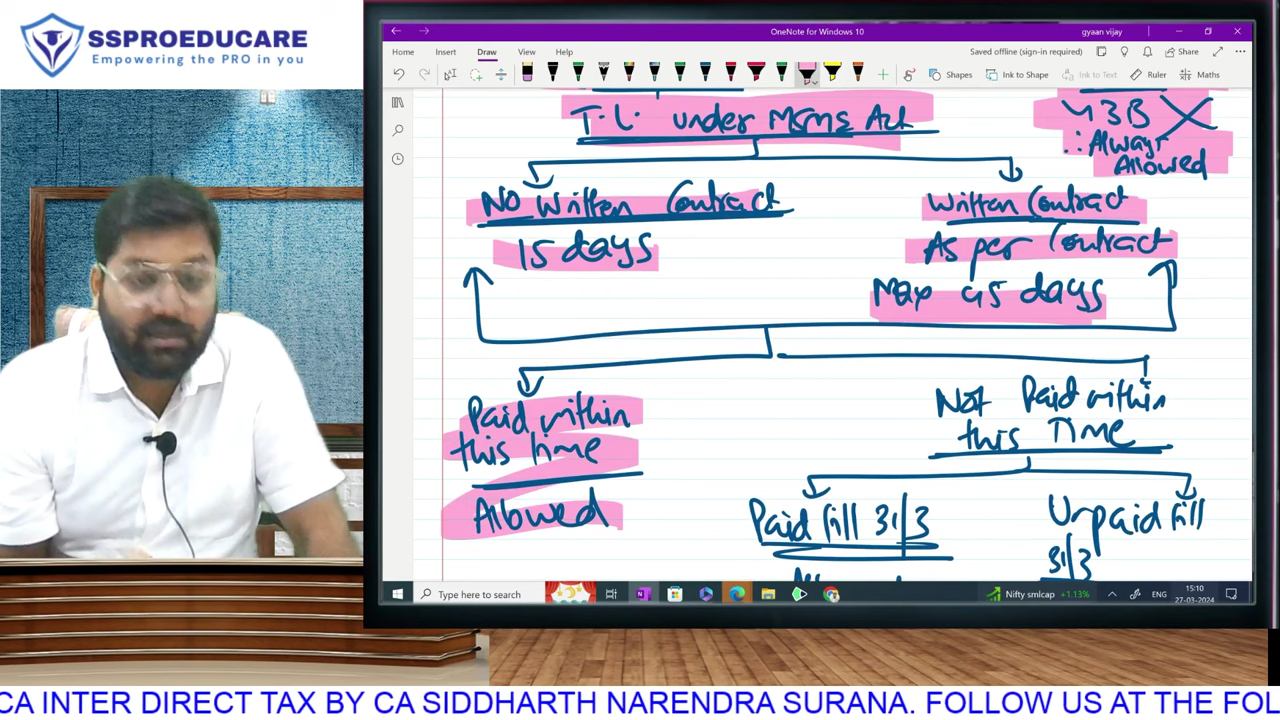 SSPROEDUCARE
Empowering the PRO in you
OneNote for Windows 10
gyaan vijay
Home Insert Draw View Help
Saved offline (sign-in required)
Share
Shapes
Ink to Shape
Ink to Text
Ruler
Maths
T.L. under MSME Act
43B X
∴ Always
Allowed
No Written Contract
15 days
Written Contract
As per Contract
Max 45 days
Paid within
this time
Allowed
Not Paid within
this Time
Paid till 31/3
Unpaid till
31/3
Type here to search
Nifty smlcap +1.13%
ENG
15:10
27-03-2024
CA INTER DIRECT TAX BY CA SIDDHARTH NARENDRA SURANA. FOLLOW US AT THE FOL